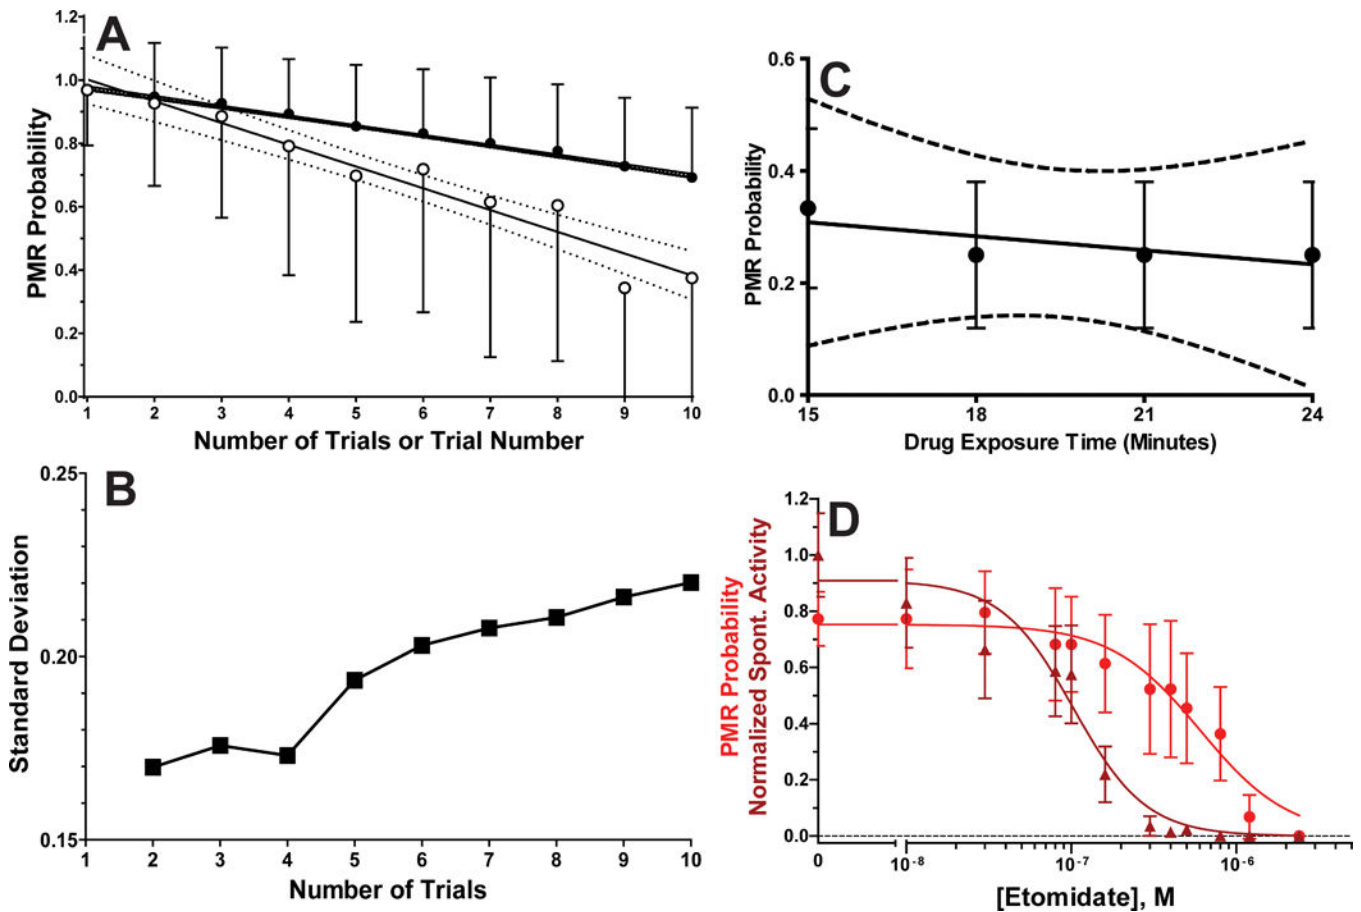 A
PMR Probability
1.2
1.0
0.8
0.6
0.4
0.2
0.0
1 2 3 4 5 6 7 8 9 10
Number of Trials or Trial Number
B
Standard Deviation
0.25
0.20
0.15
1 2 3 4 5 6 7 8 9 10
Number of Trials
C
PMR Probability
0.6
0.4
0.2
0.0
15 18 21 24
Drug Exposure Time (Minutes)
D
PMR Probability
Normalized Spont. Activity
1.2
1.0
0.8
0.6
0.4
0.2
0.0
0 10⁻⁸ 10⁻⁷ 10⁻⁶
[Etomidate], M